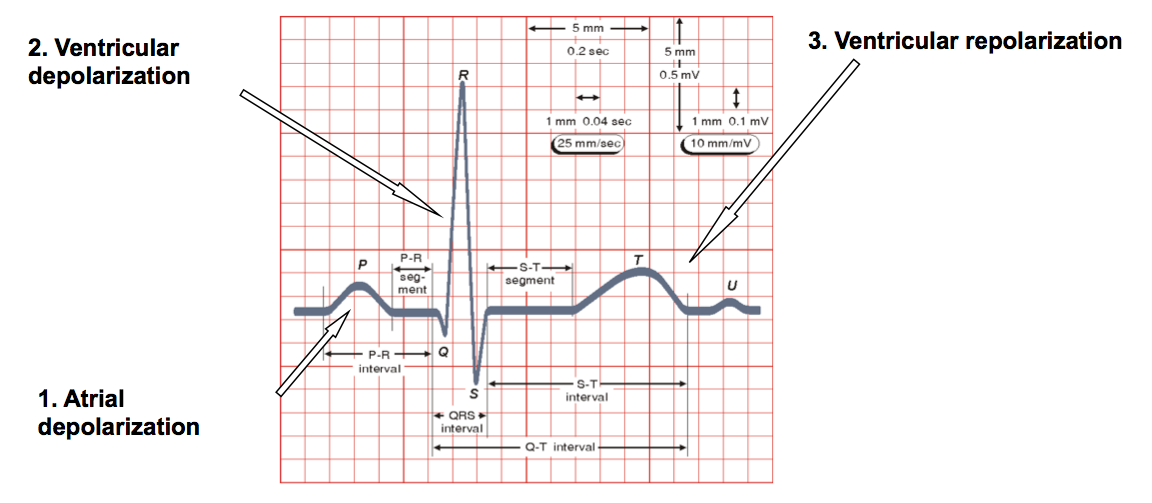 2. Ventricular
depolarization
3. Ventricular repolarization
5 mm
0.2 sec
5 mm
0.5 mV
1 mm 0.04 sec
25 mm/sec
1 mm 0.1 mV
10 mm/mV
R
P
P-R
seg-
ment
S-T
segment
T
U
P-R
interval
Q
S
S-T
interval
QRS
interval
Q-T interval
1. Atrial
depolarization